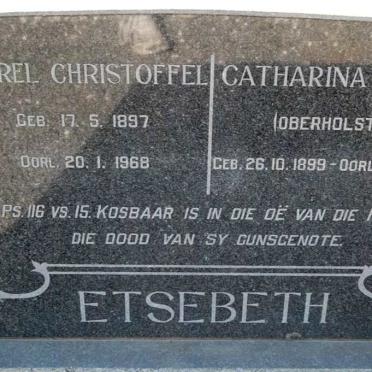 REL CHRISTOFFEL
GEB. 17. 5. 1897
OORL. 20. 1. 1968
CATHARINA
(OBERHOLST
GEB. 26. 10. 1899 - OORL
PS. 116 VS. 15. KOSBAAR IS IN DIE OË VAN DIE
DIE DOOD VAN SY GUNSGENOTE.
ETSEBETH